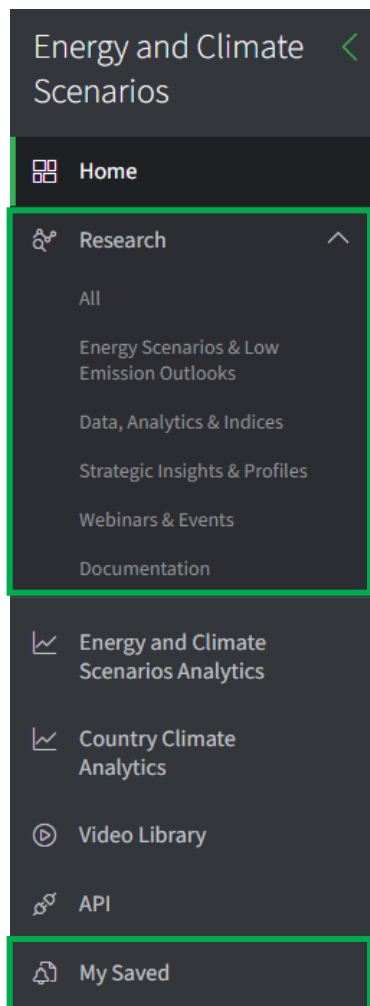 Energy and Climate
Scenarios
Home
Research
All
Energy Scenarios & Low
Emission Outlooks
Data, Analytics & Indices
Strategic Insights & Profiles
Webinars & Events
Documentation
Energy and Climate
Scenarios Analytics
Country Climate
Analytics
Video Library
API
My Saved